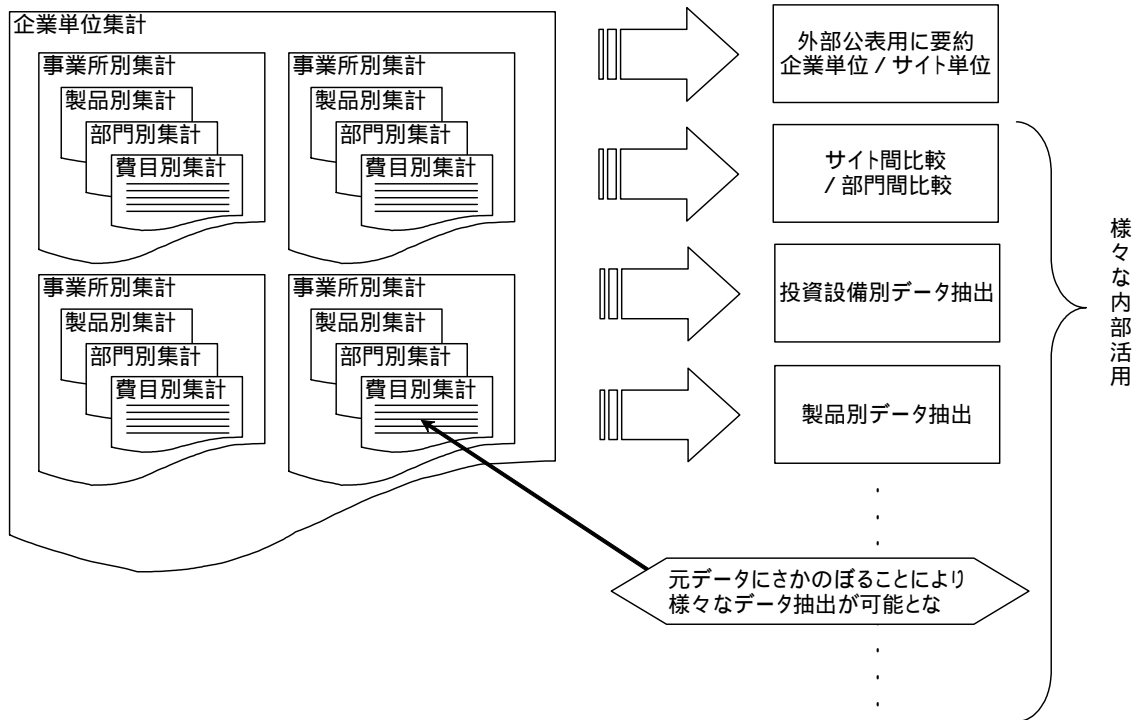 企業単位集計
事業所別集計
製品別集計
部門別集計
費目別集計
事業所別集計
製品別集計
部門別集計
費目別集計
事業所別集計
製品別集計
部門別集計
費目別集計
事業所別集計
製品別集計
部門別集計
費目別集計
外部公表用に要約
企業単位 / サイト単位
サイト間比較
/ 部門間比較
投資設備別データ抽出
製品別データ抽出
元データにさかのぼることにより
様々なデータ抽出が可能とな
様々な内部活用